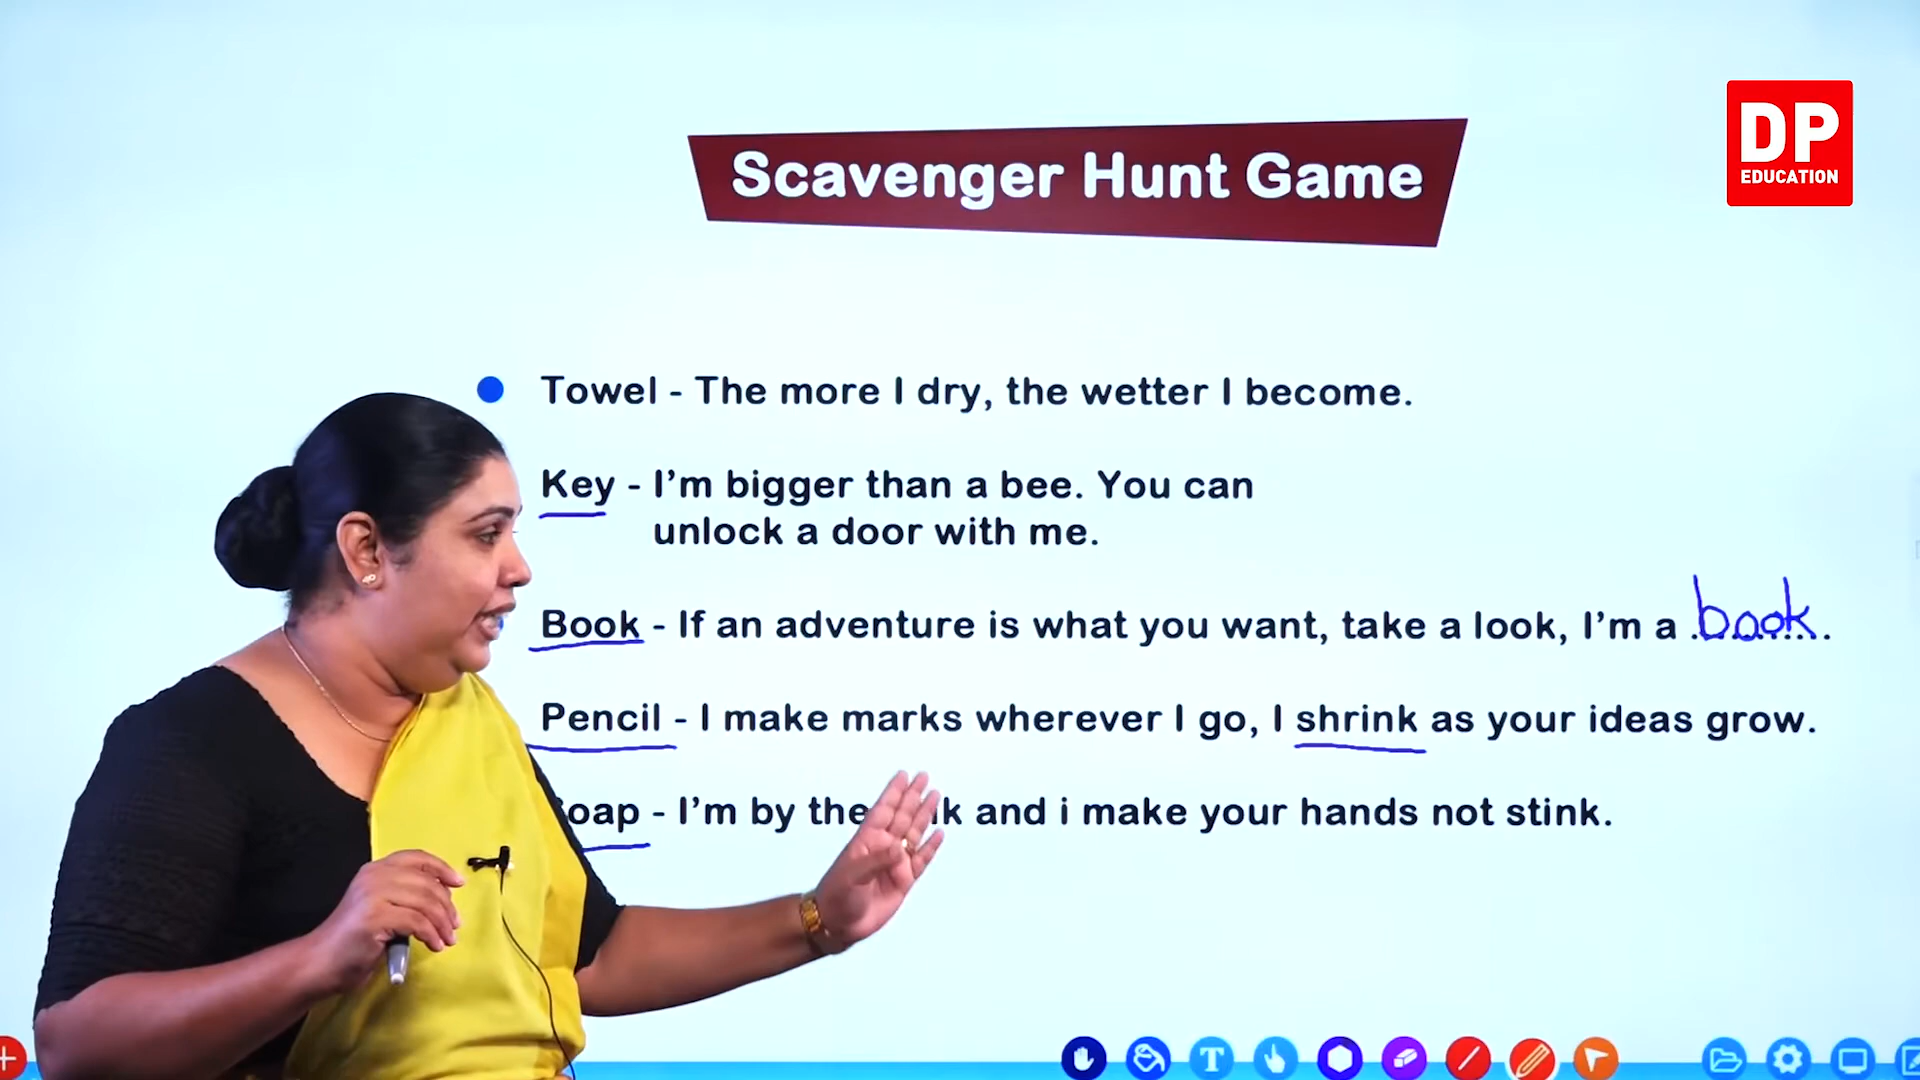 DP
EDUCATION
Scavenger Hunt Game
Towel - The more I dry, the wetter I become.
Key - I'm bigger than a bee. You can
unlock a door with me.
Book - If an adventure is what you want, take a look, I'm a book
Pencil - I make marks wherever I go, I shrink as your ideas grow.
- I'm by the and i make your hands not stink.